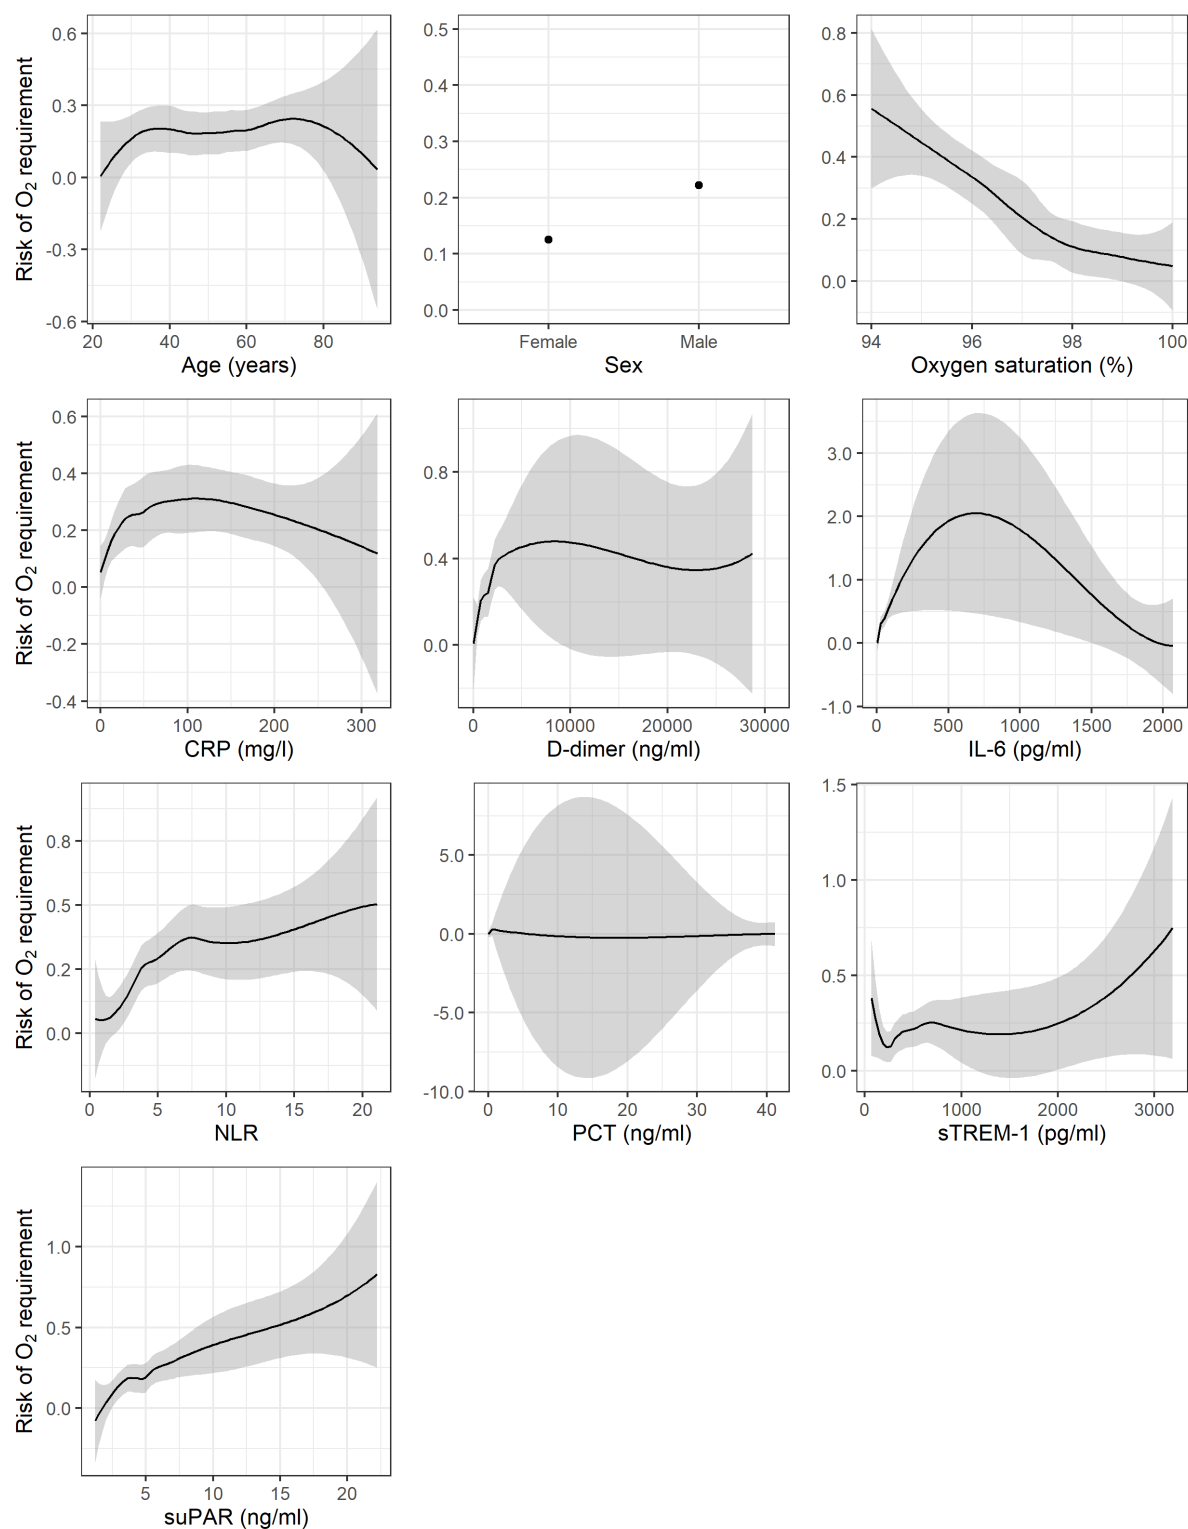 Risk of O2 requirement
0.6
0.3
0.0
-0.3
-0.6
20 40 60 80
Age (years)
0.5
0.4
0.3
0.2
0.1
0.0
Female Male
Sex
0.8
0.6
0.4
0.2
0.0
94 96 98 100
Oxygen saturation (%)
Risk of O2 requirement
0.6
0.4
0.2
0.0
-0.2
-0.4
0 100 200 300
CRP (mg/l)
0.8
0.4
0.0
0 10000 20000 30000
D-dimer (ng/ml)
3.0
2.0
1.0
0.0
-1.0
0 500 1000 1500 2000
IL-6 (pg/ml)
Risk of O2 requirement
0.8
0.5
0.2
0.0
0 5 10 15 20
NLR
5.0
0.0
-5.0
-10.0
0 10 20 30 40
PCT (ng/ml)
1.5
1.0
0.5
0.0
0 1000 2000 3000
sTREM-1 (pg/ml)
Risk of O2 requirement
1.0
0.5
0.0
5 10 15 20
suPAR (ng/ml)